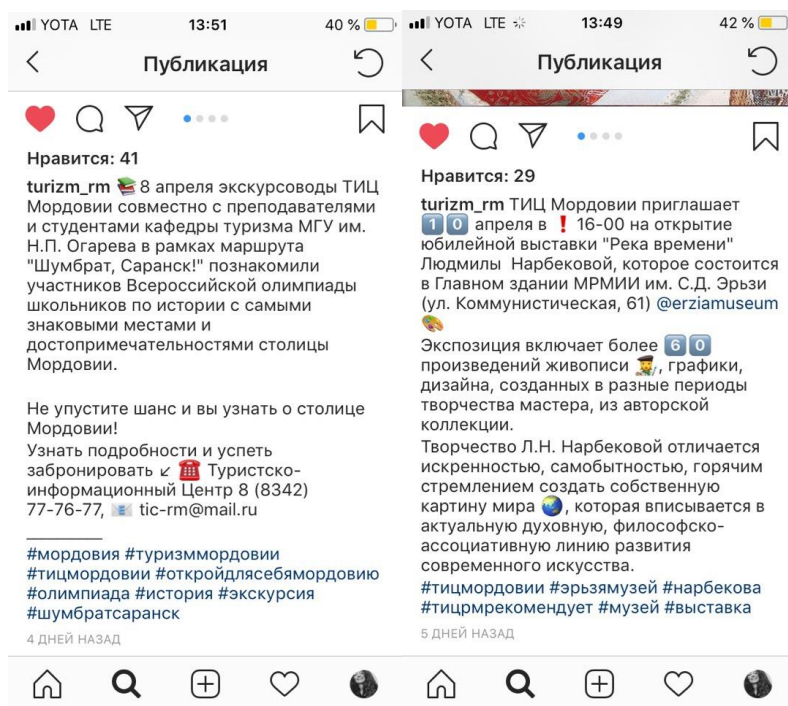 YOTA LTE 13:51 40 %
Публикация
Нравится: 41
turizm_rm 📚8 апреля экскурсоводы ТИЦ
Мордовии совместно с преподавателями
и студентами кафедры туризма МГУ им.
Н.П. Огарева в рамках маршрута
"Шумбрат, Саранск!" познакомили
участников Всероссийской олимпиады
школьников по истории с самыми
знаковыми местами и
достопримечательностями столицы
Мордовии.
Не упустите шанс и вы узнать о столице
Мордовии!
Узнать подробности и успеть
забронировать ↙ ☎ Туристско-
информационный Центр 8 (8342)
77-76-77, 📧 tic-rm@mail.ru
__________
#мордовия #туризммордовии
#тицмордовии #откройдлясебямордовию
#олимпиада #история #экскурсия
#шумбратсаранск
4 ДНЕЙ НАЗАД
YOTA LTE 13:49 42 %
Публикация
Нравится: 29
turizm_rm ТИЦ Мордовии приглашает
1️⃣0️⃣ апреля в ❗ 16-00 на открытие
юбилейной выставки "Река времени"
Людмилы Нарбековой, которое состоится
в Главном здании МРМИИ им. С.Д. Эрьзи
(ул. Коммунистическая, 61) @erziamuseum
🎨
Экспозиция включает более 6️⃣0️⃣
произведений живописи 👨‍🎨, графики,
дизайна, созданных в разные периоды
творчества мастера, из авторской
коллекции.
Творчество Л.Н. Нарбековой отличается
искренностью, самобытностью, горячим
стремлением создать собственную
картину мира 🌏, которая вписывается в
актуальную духовную, философско-
ассоциативную линию развития
современного искусства.
#тицмордовии #эрьзямузей #нарбекова
#тицрмрекомендует #музей #выставка
5 ДНЕЙ НАЗАД